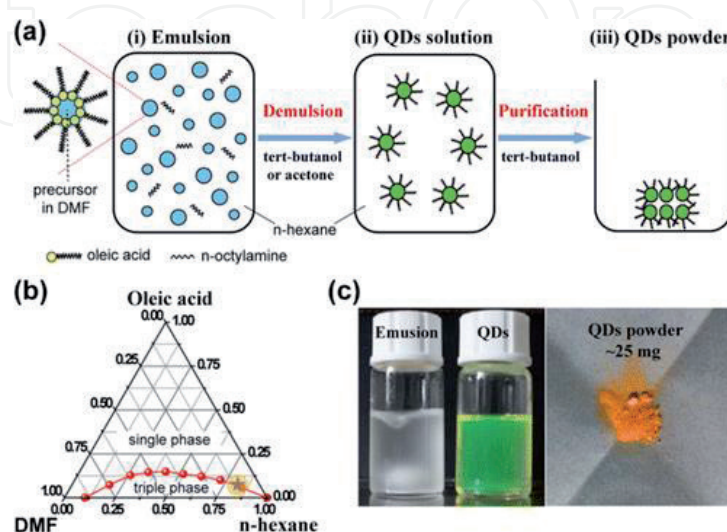 (a)
(i) Emulsion
(ii) QDs solution
(iii) QDs powder
Demulsion
tert-butanol
or acetone
Purification
tert-butanol
precursor
in DMF
n-hexane
oleic acid
n-octylamine
(b)
Oleic acid
0.00
1.00
0.25
0.75
0.50
0.50
0.75
0.25
single phase
triple phase
1.00
0.00
0.00
0.25
0.50
0.75
1.00
DMF
n-hexane
(c)
Emusion
QDs
QDs powder
~25 mg